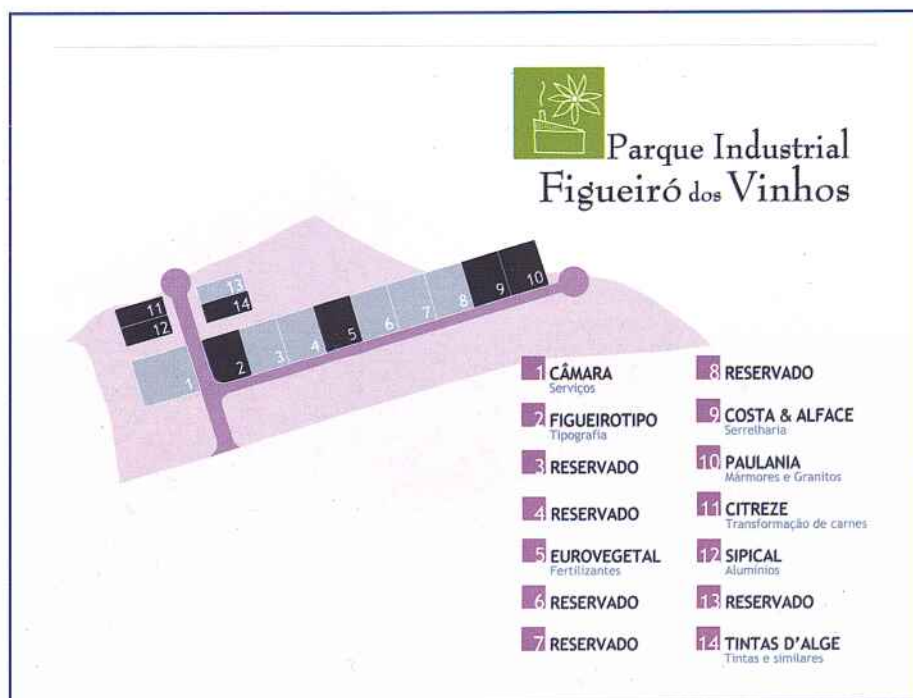 Parque Industrial
Figueiró dos Vinhos
11
12
13
14
1
2
3
4
5
6
7
8
9
10
1 CÂMARA
Serviços
2 FIGUEIROTIPO
Tipografia
3 RESERVADO
4 RESERVADO
5 EUROVEGETAL
Fertilizantes
6 RESERVADO
7 RESERVADO
8 RESERVADO
9 COSTA & ALFACE
Serrelharia
10 PAULANIA
Mármores e Granitos
11 CITREZE
Transformação de carnes
12 SIPICAL
Alumínios
13 RESERVADO
14 TINTAS D'ALGE
Tintas e similares